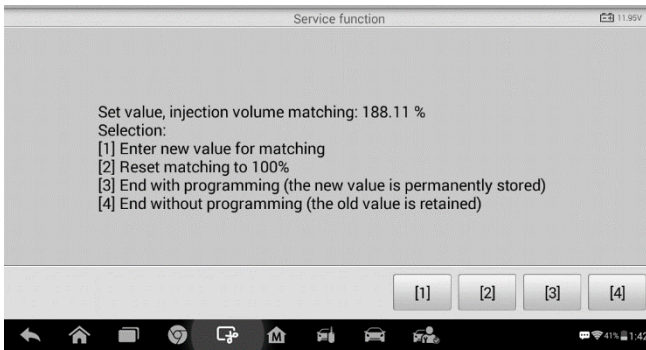 Service function
11.95V
Set value, injection volume matching: 188.11 %
Selection:
[1] Enter new value for matching
[2] Reset matching to 100%
[3] End with programming (the new value is permanently stored)
[4] End without programming (the old value is retained)
[1] [2] [3] [4]
M 41% 1:42